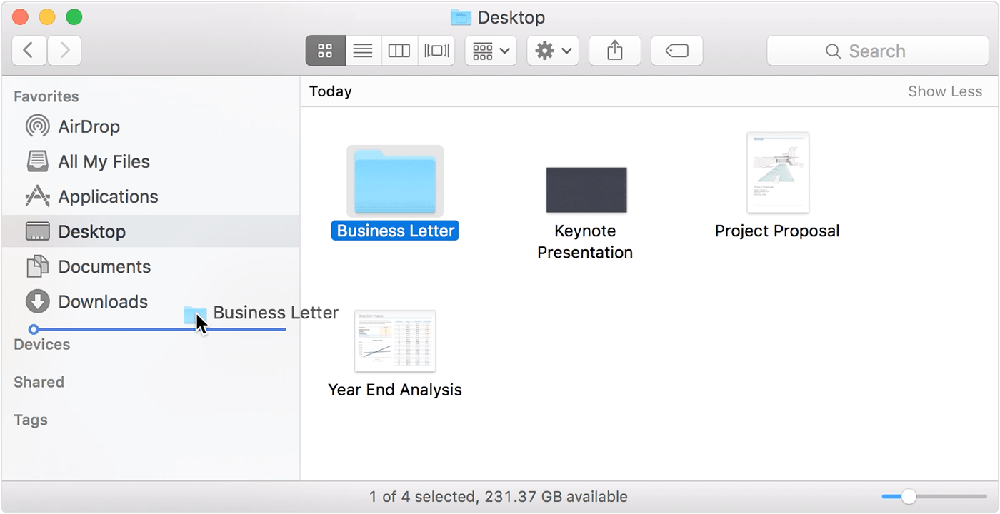 Desktop
Search
Favorites
AirDrop
All My Files
Applications
Desktop
Documents
Downloads
Business Letter
Devices
Shared
Tags
Today
Show Less
Business Letter
Keynote
Presentation
Project Proposal
Year End Analysis
1 of 4 selected, 231.37 GB available